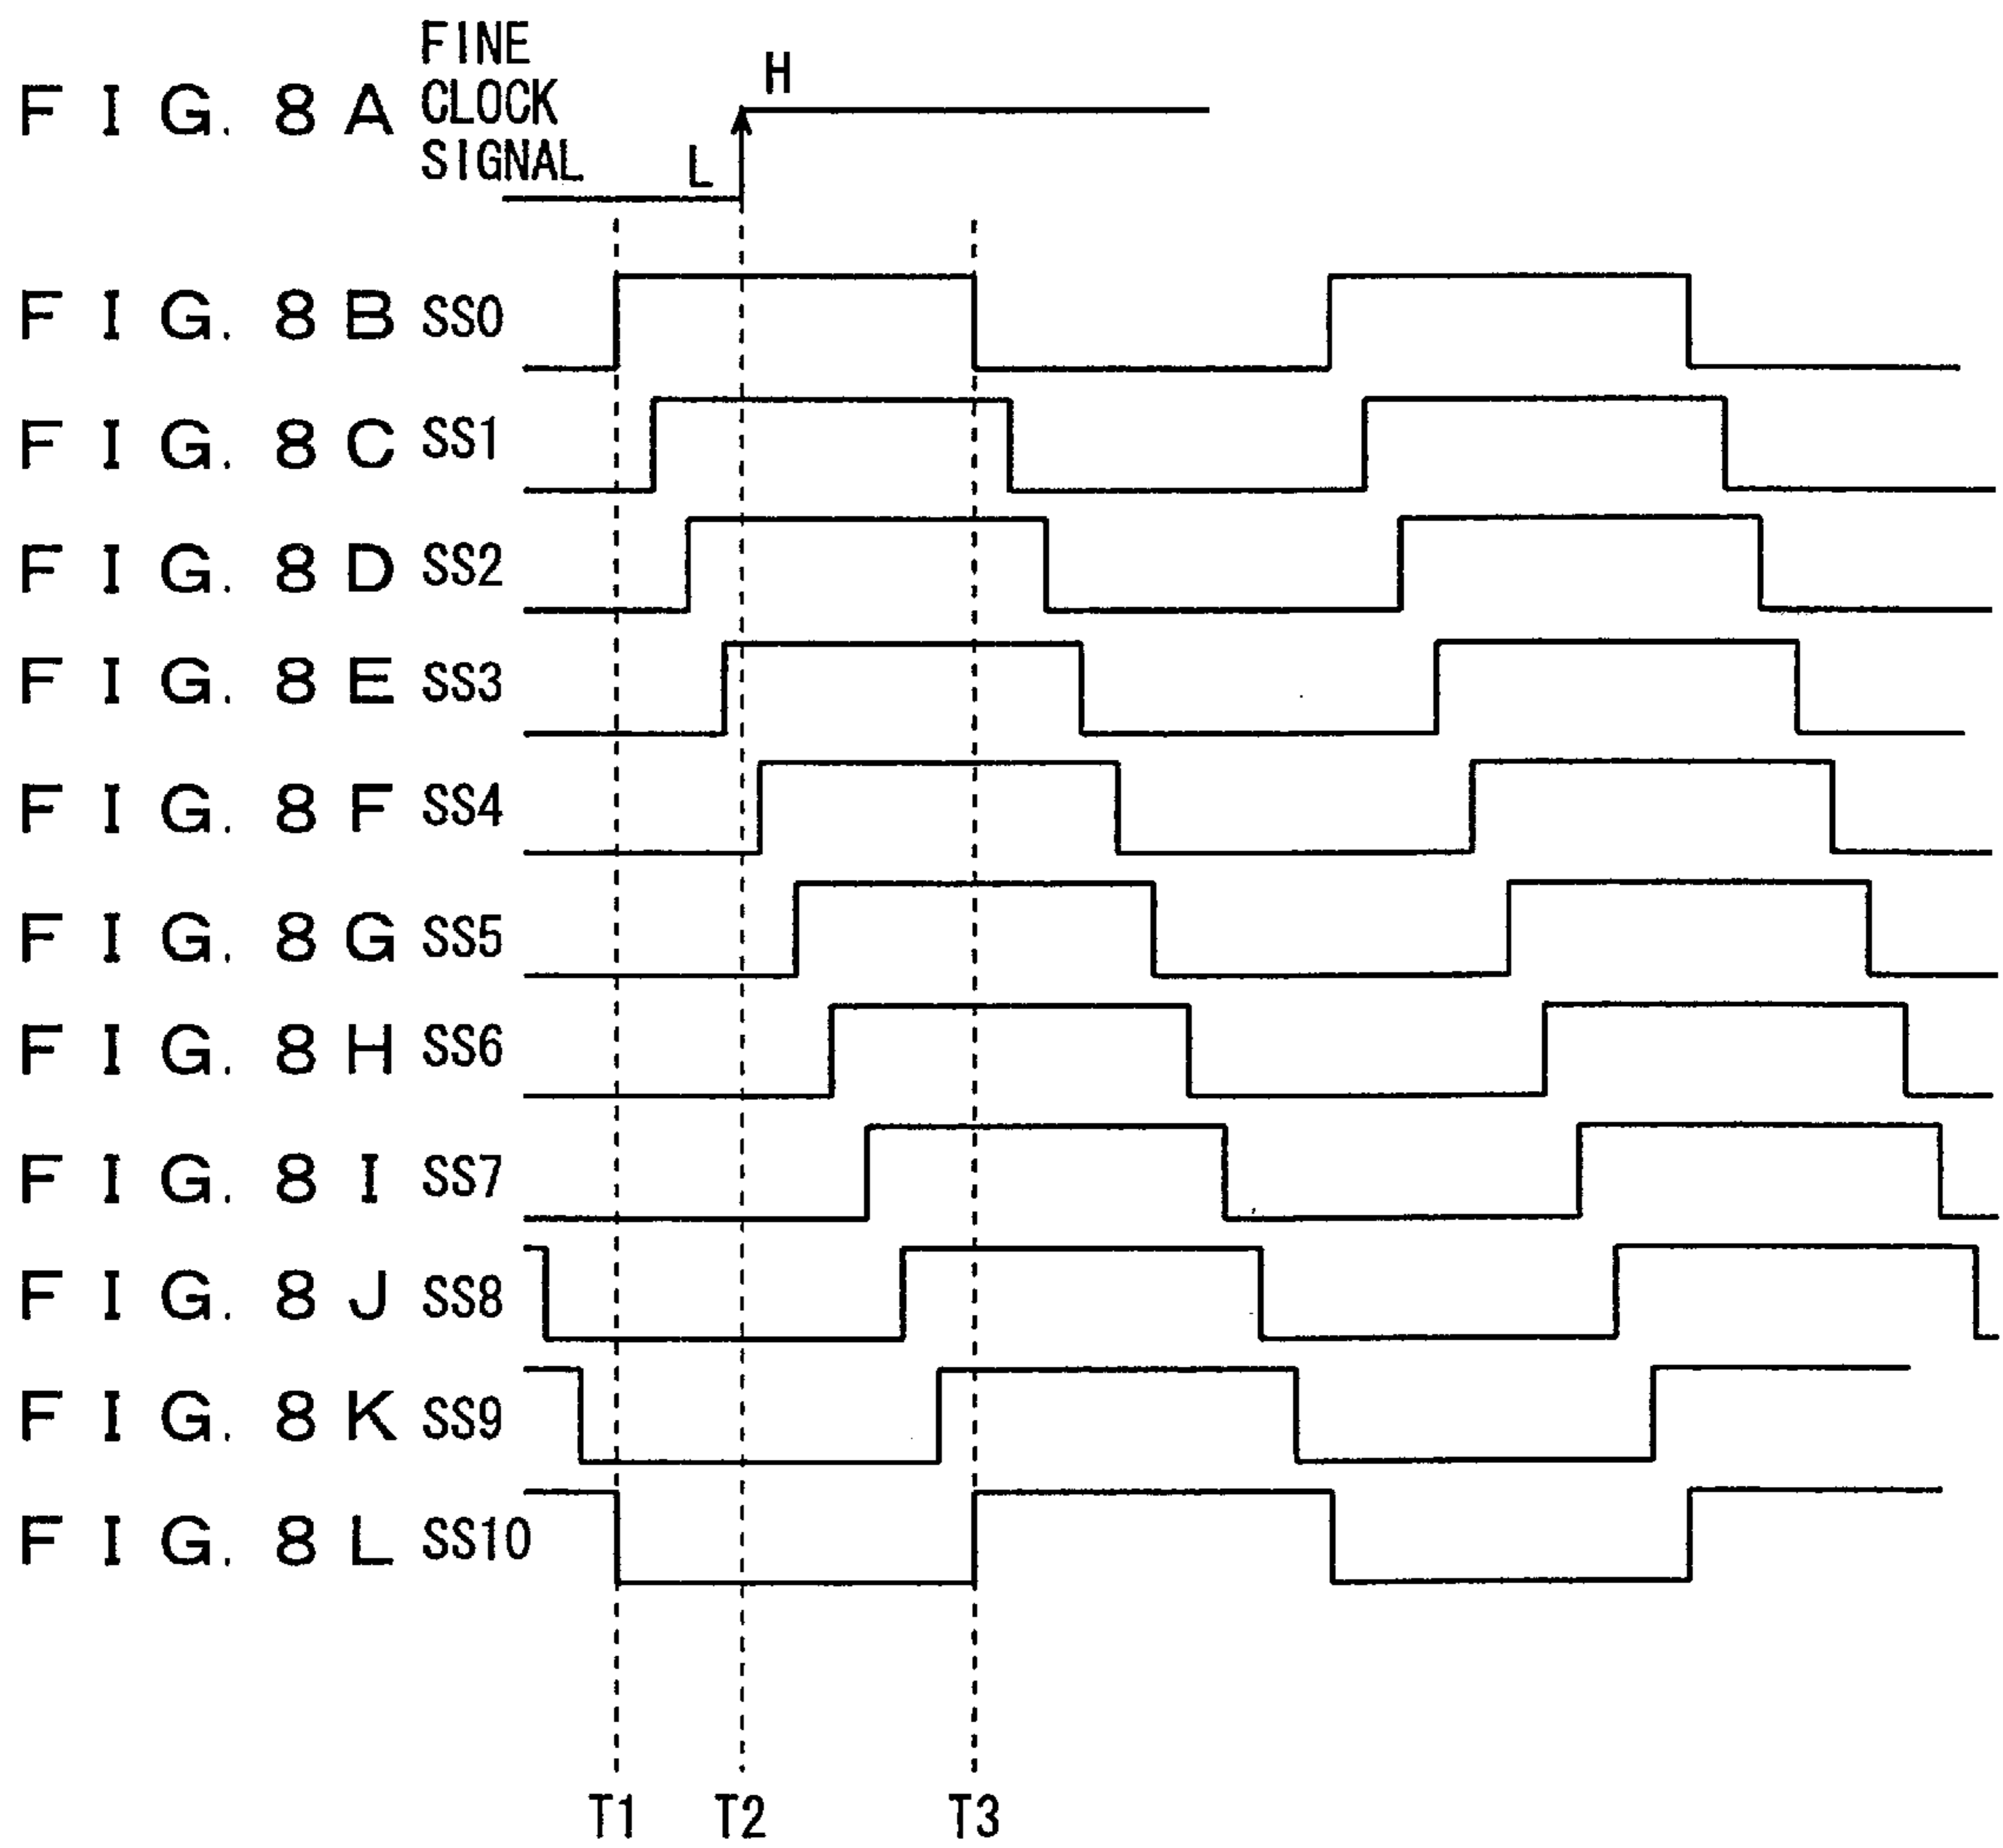 FIG. 8A
FINE
CLOCK
SIGNAL
H
L
FIG. 8B SS0
FIG. 8C SS1
FIG. 8D SS2
FIG. 8E SS3
FIG. 8F SS4
FIG. 8G SS5
FIG. 8H SS6
FIG. 8I SS7
FIG. 8J SS8
FIG. 8K SS9
FIG. 8L SS10
T1 T2 T3